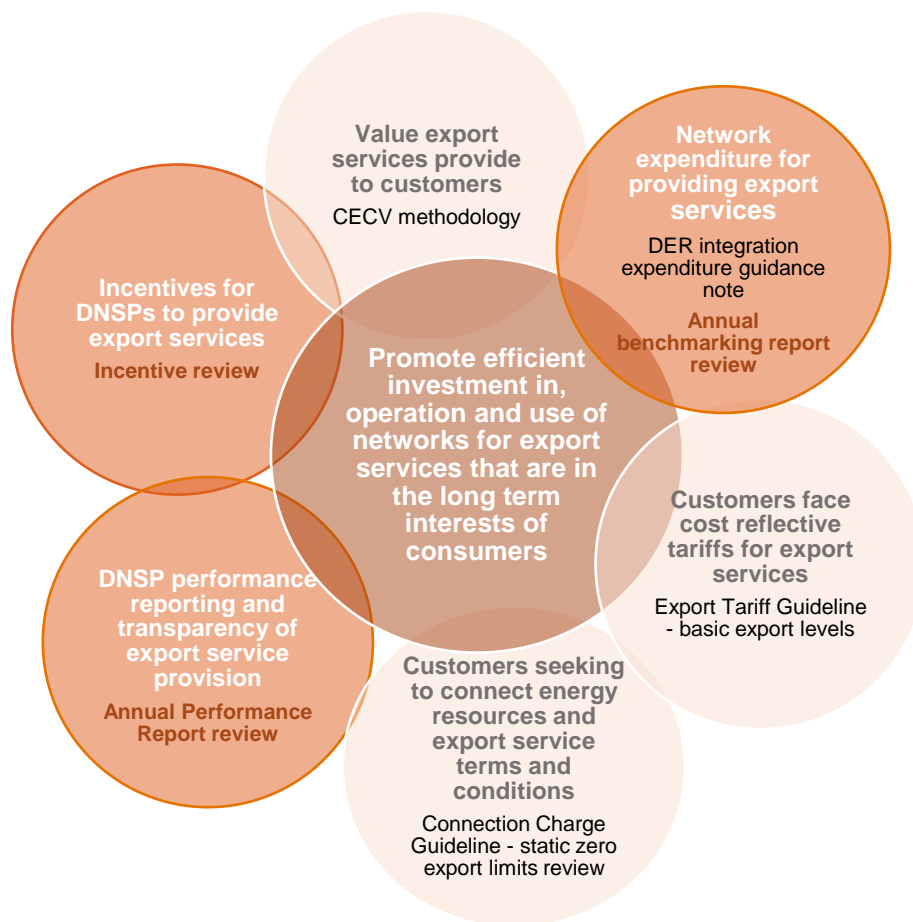 Value export
services provide
to customers
CECV methodology
Network
expenditure for
providing export
services
DER integration
expenditure guidance
note
Annual
benchmarking report
review
Incentives for
DNSPs to provide
export services
Incentive review
Promote efficient
investment in,
operation and use of
networks for export
services that are in
the long term
interests of
consumers
Customers face
cost reflective
tariffs for export
services
Export Tariff Guideline
- basic export levels
DNSP performance
reporting and
transparency of
export service
provision
Annual Performance
Report review
Customers seeking
to connect energy
resources and
export service
terms and
conditions
Connection Charge
Guideline - static zero
export limits review